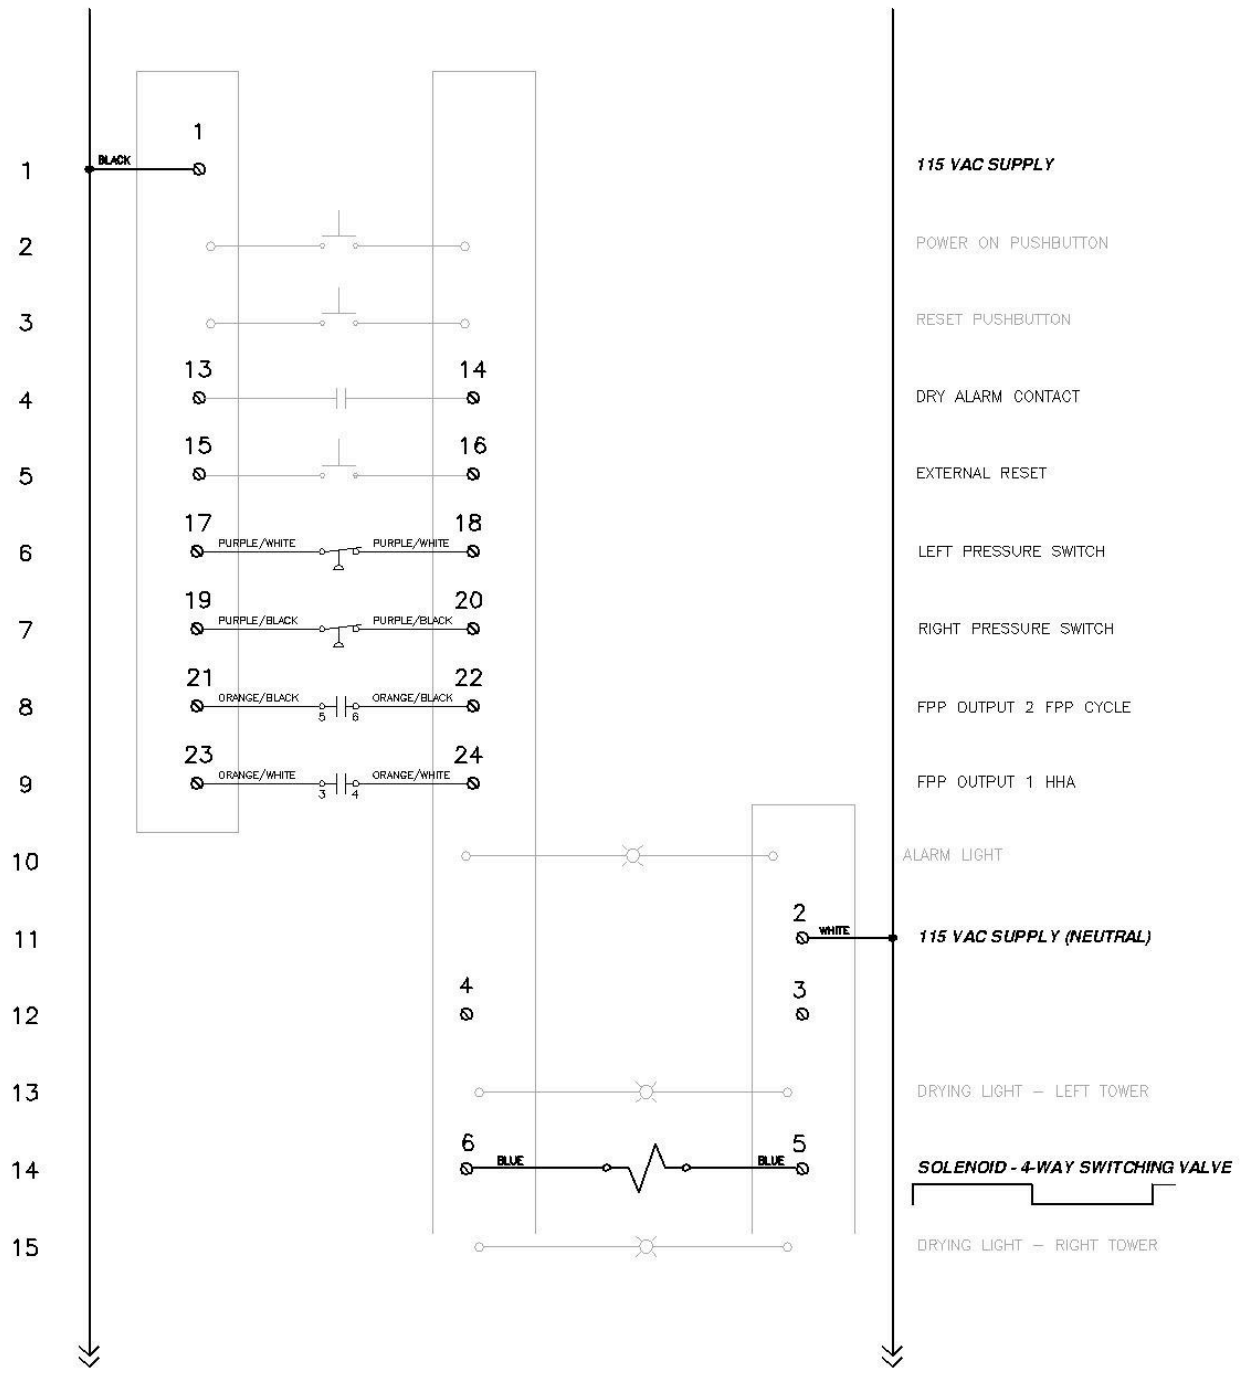 1
1 BLACK 115 VAC SUPPLY
2 POWER ON PUSHBUTTON
3 RESET PUSHBUTTON
13 14
4 DRY ALARM CONTACT
15 16
5 EXTERNAL RESET
17 18
6 PURPLE/WHITE PURPLE/WHITE LEFT PRESSURE SWITCH
19 20
7 PURPLE/BLACK PURPLE/BLACK RIGHT PRESSURE SWITCH
21 22
8 ORANGE/BLACK ORANGE/BLACK FPP OUTPUT 2 FPP CYCLE
5 6
23 24
9 ORANGE/WHITE ORANGE/WHITE FPP OUTPUT 1 HHA
3 4
10 ALARM LIGHT
2
11 WHITE 115 VAC SUPPLY (NEUTRAL)
4 3
12
13 DRYING LIGHT – LEFT TOWER
6 5
14 BLUE BLUE SOLENOID - 4-WAY SWITCHING VALVE
15 DRYING LIGHT – RIGHT TOWER